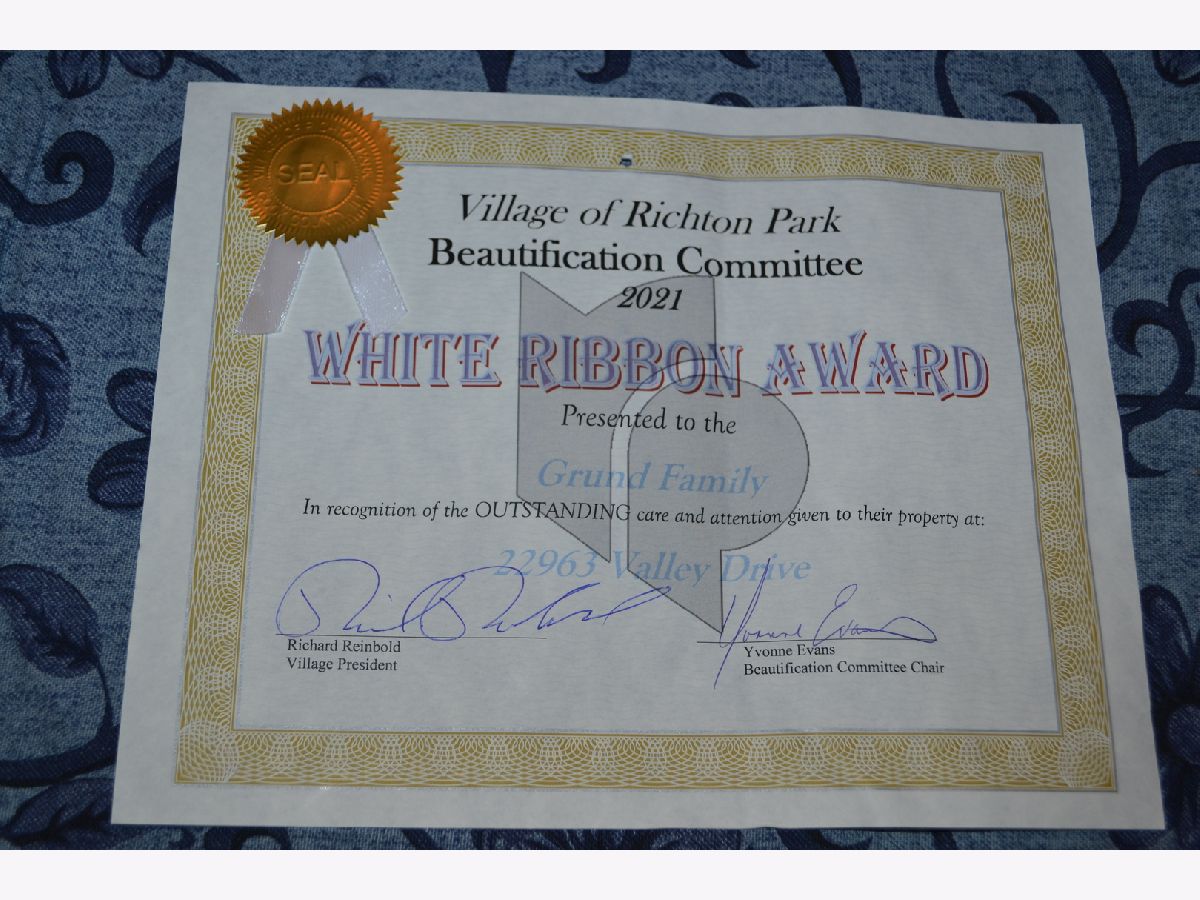 SEAL
Village of Richton Park
Beautification Committee
2021
WHITE RIBBON AWARD
Presented to the
Grund Family
In recognition of the OUTSTANDING care and attention given to their property at:
22963 Valley Drive
Richard Reinbold
Village President
Yvonne Evans
Yvonne Evans
Beautification Committee Chair